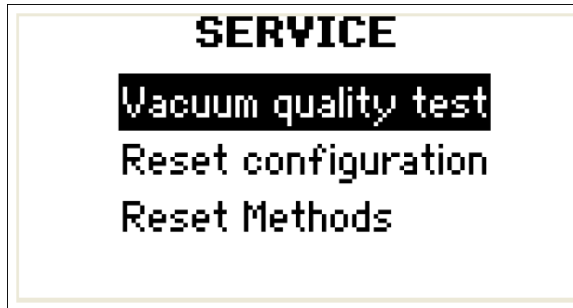 SERVICE
Vacuum quality test
Reset configuration
Reset Methods